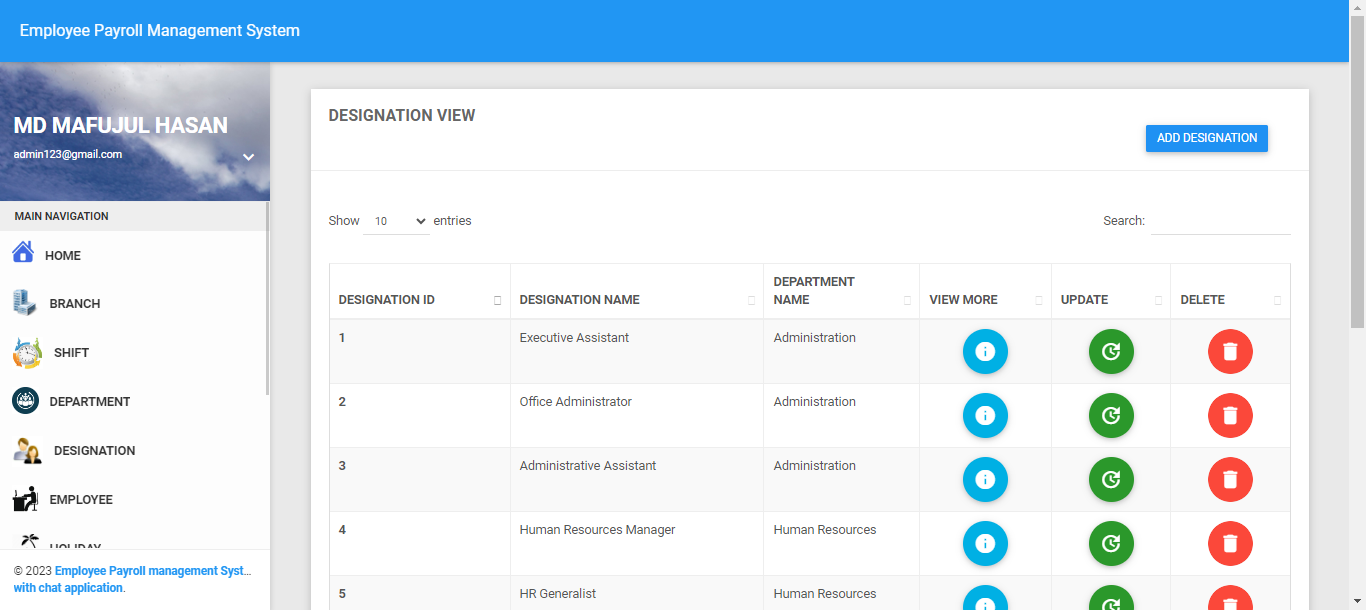 Employee Payroll Management System
MD MAFUJUL HASAN
admin123@gmail.com
MAIN NAVIGATION
HOME
BRANCH
SHIFT
DEPARTMENT
DESIGNATION
EMPLOYEE
HOLIDAY
© 2023 Employee Payroll management Syst...
with chat application.
DESIGNATION VIEW
ADD DESIGNATION
Show 10 entries
Search:
DESIGNATION ID DESIGNATION NAME DEPARTMENT NAME VIEW MORE UPDATE DELETE
1 Executive Assistant Administration
2 Office Administrator Administration
3 Administrative Assistant Administration
4 Human Resources Manager Human Resources
5 HR Generalist Human Resources